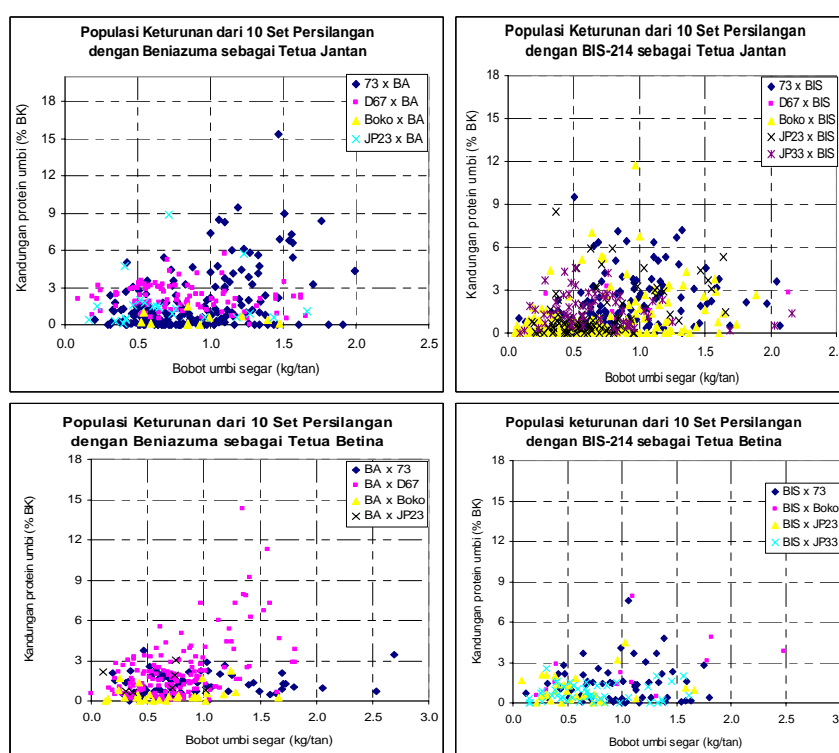 Populasi Keturunan dari 10 Set Persilangan
dengan Beniazuma sebagai Tetua Jantan
73 x BA
D67 x BA
Boko x BA
JP23 x BA
Kandungan protein umbi (% BK)
18
15
12
9
6
3
0
0.0 0.5 1.0 1.5 2.0 2.5
Bobot umbi segar (kg/tan)
Populasi Keturunan dari 10 Set Persilangan
dengan BIS-214 sebagai Tetua Jantan
73 x BIS
D67 x BIS
Boko x BIS
JP23 x BIS
JP33 x BIS
Kandungan protein umbi (% BK)
18
15
12
9
6
3
0
0.0 0.5 1.0 1.5 2.0 2.
Bobot umbi segar (kg/tan)
Populasi Keturunan dari 10 Set Persilangan
dengan Beniazuma sebagai Tetua Betina
BA x 73
BA x D67
BA x Boko
BA x JP23
Kandungan protein umbi (% BK)
18
15
12
9
6
3
0
0.0 0.5 1.0 1.5 2.0 2.5 3.0
Bobot umbi segar (kg/tan)
Populasi keturunan dari 10 Set Persilangan
dengan BIS-214 sebagai Tetua Betina
BIS x 73
BIS x Boko
BIS x JP23
BIS x JP33
Kandungan protein umbi (% BK)
18
15
12
9
6
3
0
0.0 0.5 1.0 1.5 2.0 2.5 3.
Bobot umbi segar (kg/tan)